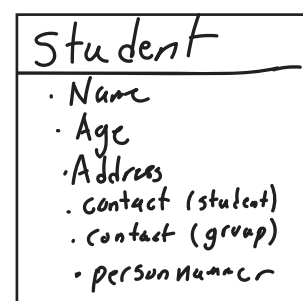 Student
· Name
· Age
· Address
· contact (student)
· contact (group)
· personnummer